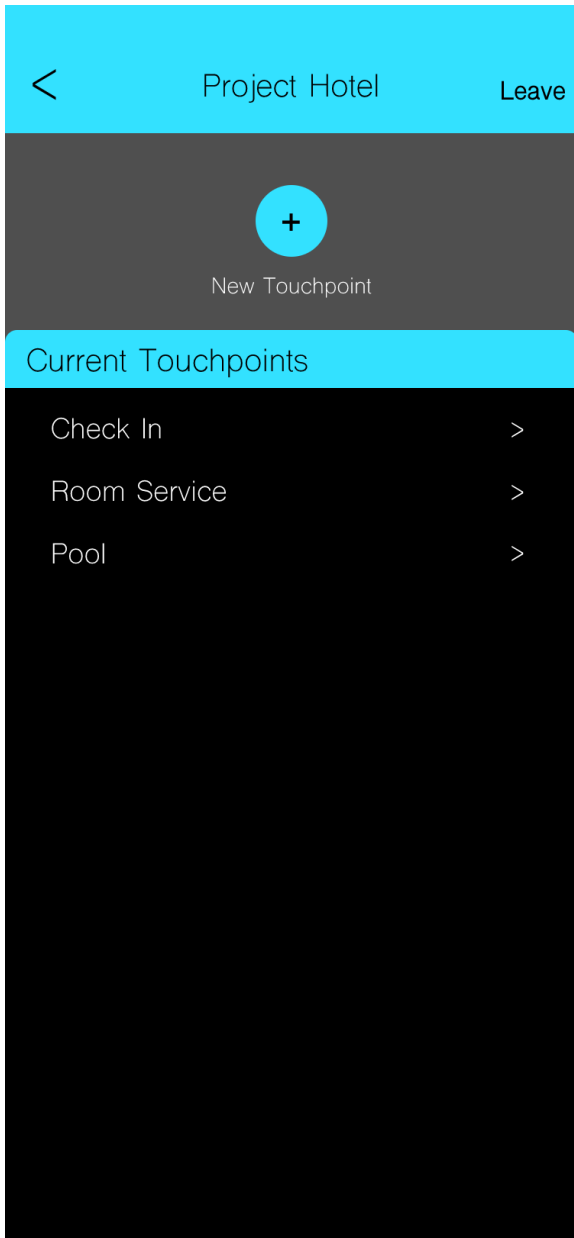 < Project Hotel Leave
+
New Touchpoint
Current Touchpoints
Check In >
Room Service >
Pool >